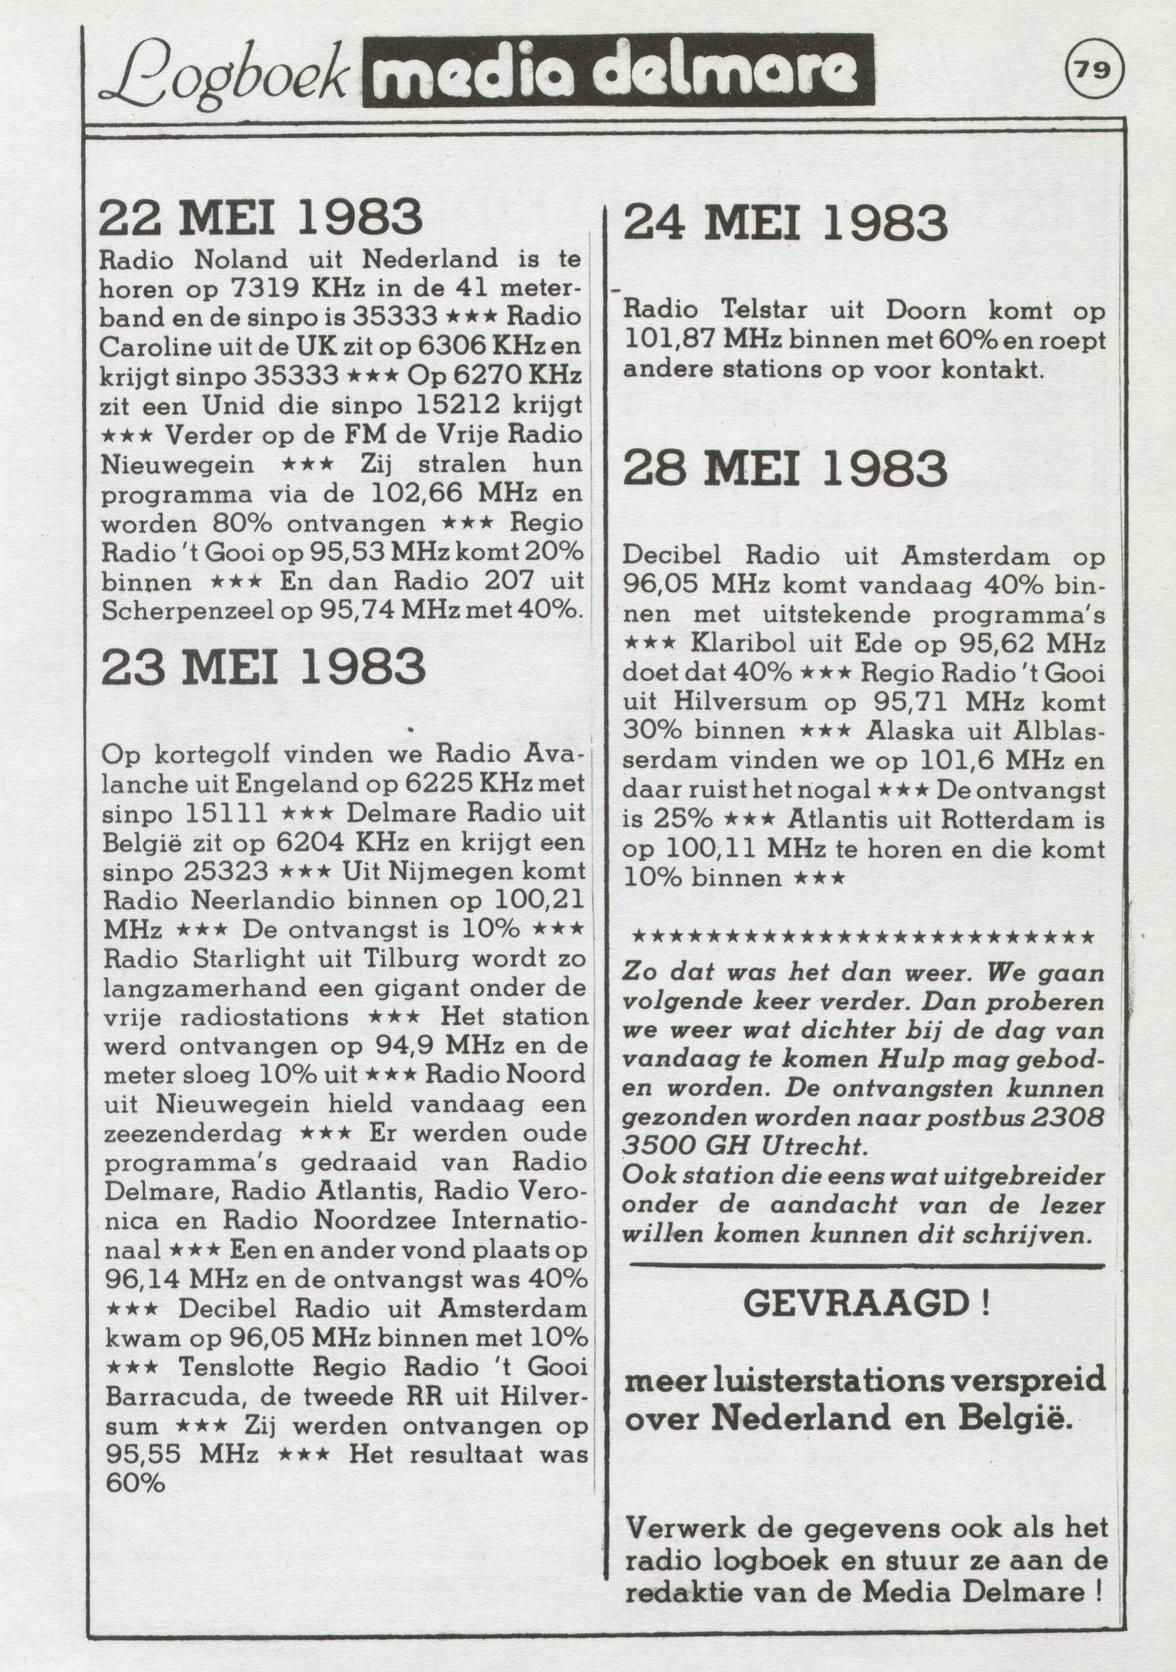 Logboek media delmare
79
22 MEI 1983
Radio Noland uit Nederland is te
horen op 7319 KHz in de 41 meter-
band en de sinpo is 35333 ★★★ Radio
Caroline uit de UK zit op 6306 KHz en
krijgt sinpo 35333 ★★★ Op 6270 KHz
zit een Unid die sinpo 15212 krijgt
★★★ Verder op de FM de Vrije Radio
Nieuwegein ★★★ Zij stralen hun
programma via de 102,66 MHz en
worden 80% ontvangen ★★★ Regio
Radio 't Gooi op 95,53 MHz komt 20%
binnen ★★★ En dan Radio 207 uit
Scherpenzeel op 95,74 MHz met 40%.
23 MEI 1983
Op kortegolf vinden we Radio Ava-
lanche uit Engeland op 6225 KHz met
sinpo 15111 ★★★ Delmare Radio uit
België zit op 6204 KHz en krijgt een
sinpo 25323 ★★★ Uit Nijmegen komt
Radio Neerlandio binnen op 100,21
MHz ★★★ De ontvangst is 10% ★★★
Radio Starlight uit Tilburg wordt zo
langzamerhand een gigant onder de
vrije radiostations ★★★ Het station
werd ontvangen op 94,9 MHz en de
meter sloeg 10% uit ★★★ Radio Noord
uit Nieuwegein hield vandaag een
zeezenderdag ★★★ Er werden oude
programma's gedraaid van Radio
Delmare, Radio Atlantis, Radio Vero-
nica en Radio Noordzee Internatio-
naal ★★★ Een en ander vond plaats op
96,14 MHz en de ontvangst was 40%
★★★ Decibel Radio uit Amsterdam
kwam op 96,05 MHz binnen met 10%
★★★ Tenslotte Regio Radio 't Gooi
Barracuda, de tweede RR uit Hilver-
sum ★★★ Zij werden ontvangen op
95,55 MHz ★★★ Het resultaat was
60%
24 MEI 1983
Radio Telstar uit Doorn komt op
101,87 MHz binnen met 60% en roept
andere stations op voor kontakt.
28 MEI 1983
Decibel Radio uit Amsterdam op
96,05 MHz komt vandaag 40% bin-
nen met uitstekende programma's
★★★ Klaribol uit Ede op 95,62 MHz
doet dat 40% ★★★ Regio Radio 't Gooi
uit Hilversum op 95,71 MHz komt
30% binnen ★★★ Alaska uit Alblas-
serdam vinden we op 101,6 MHz en
daar ruist het nogal ★★★ De ontvangst
is 25% ★★★ Atlantis uit Rotterdam is
op 100,11 MHz te horen en die komt
10% binnen ★★★
★★★★★★★★★★★★★★★★★★★★★★★★★
Zo dat was het dan weer. We gaan
volgende keer verder. Dan proberen
we weer wat dichter bij de dag van
vandaag te komen Hulp mag gebod-
en worden. De ontvangsten kunnen
gezonden worden naar postbus 2308
3500 GH Utrecht.
Ook station die eens wat uitgebreider
onder de aandacht van de lezer
willen komen kunnen dit schrijven.
GEVRAAGD !
meer luisterstations verspreid
over Nederland en België.
Verwerk de gegevens ook als het
radio logboek en stuur ze aan de
redaktie van de Media Delmare !